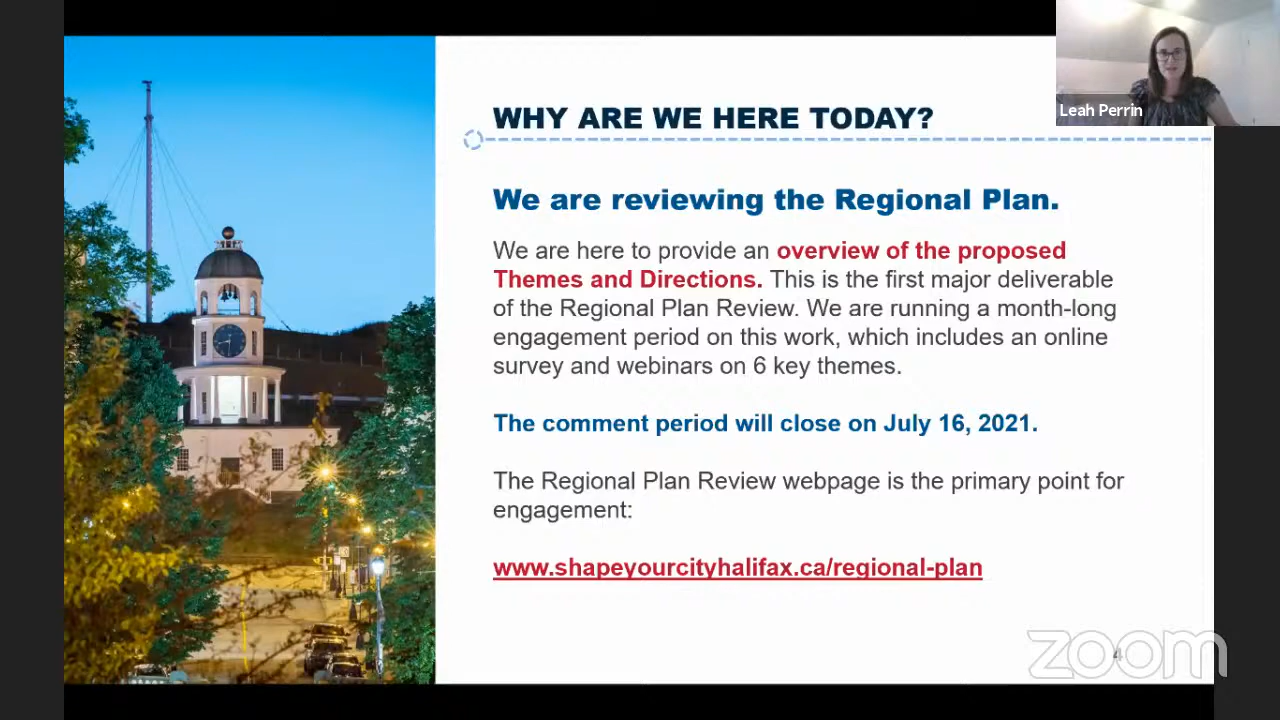 Leah Perrin
WHY ARE WE HERE TODAY?
We are reviewing the Regional Plan.
We are here to provide an overview of the proposed
Themes and Directions. This is the first major deliverable
of the Regional Plan Review. We are running a month-long
engagement period on this work, which includes an online
survey and webinars on 6 key themes.
The comment period will close on July 16, 2021.
The Regional Plan Review webpage is the primary point for
engagement:
www.shapeyourcityhalifax.ca/regional-plan
4
zoom